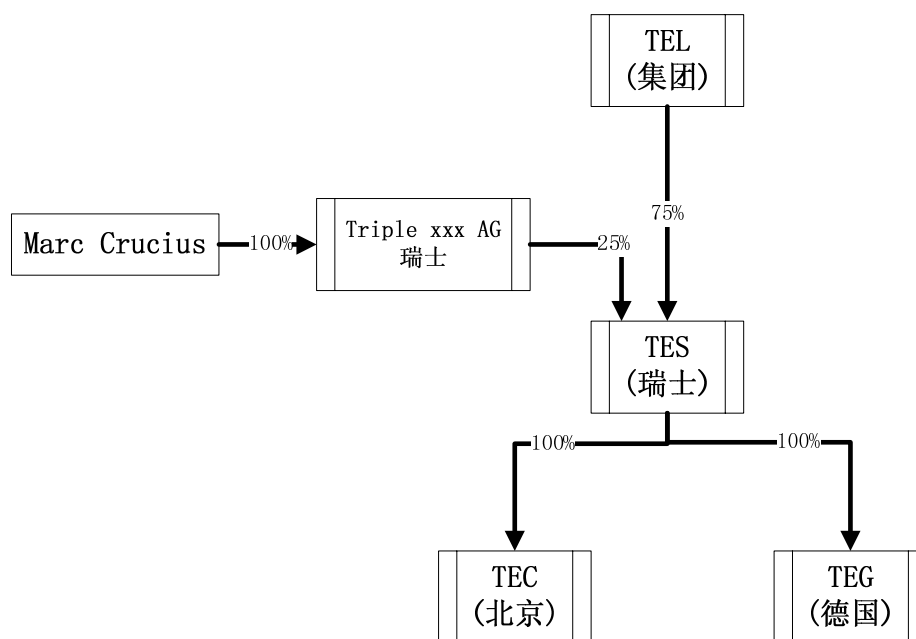 TEL
(集团)
75%
Marc Crucius
100%
Triple xxx AG
瑞士
25%
TES
(瑞士)
100%
100%
TEC
(北京)
TEG
(德国)